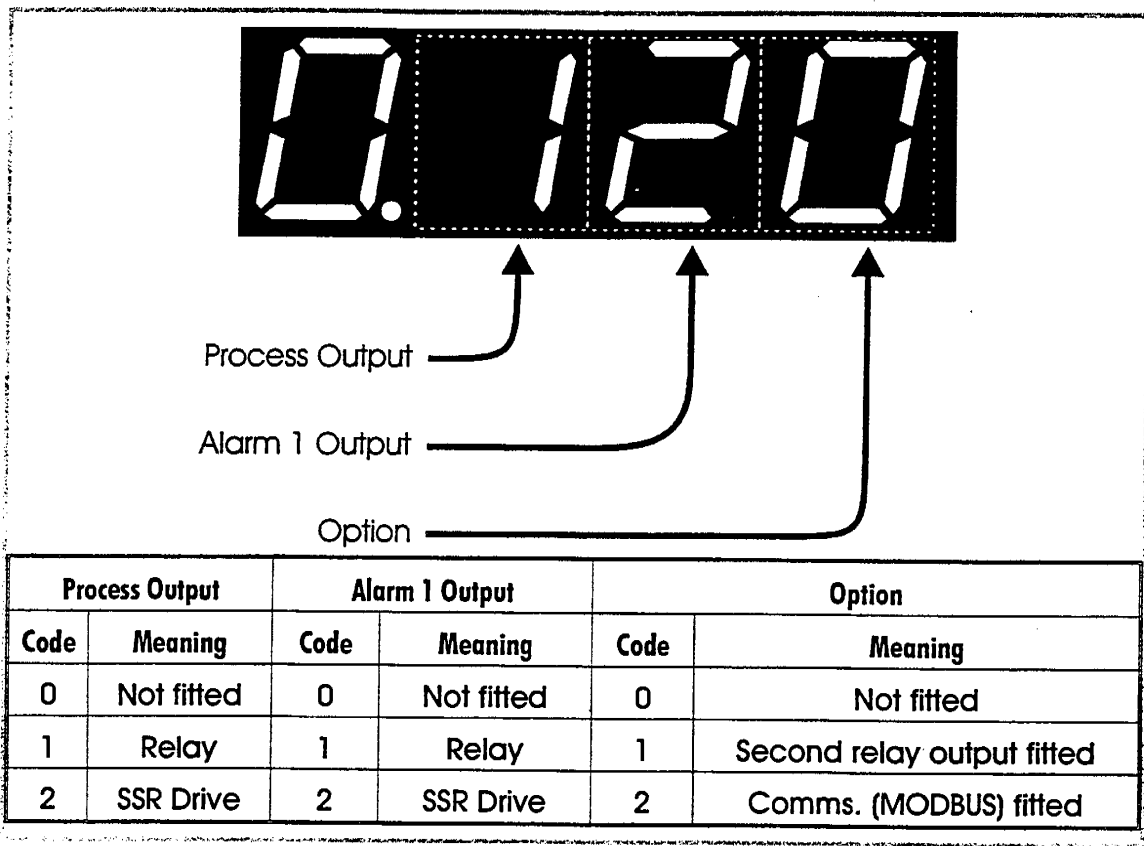 0.120
Process Output
Alarm 1 Output
Option
Process Output Alarm 1 Output Option
Code Meaning Code Meaning Code Meaning
0 Not fitted 0 Not fitted 0 Not fitted
1 Relay 1 Relay 1 Second relay output fitted
2 SSR Drive 2 SSR Drive 2 Comms. (MODBUS) fitted